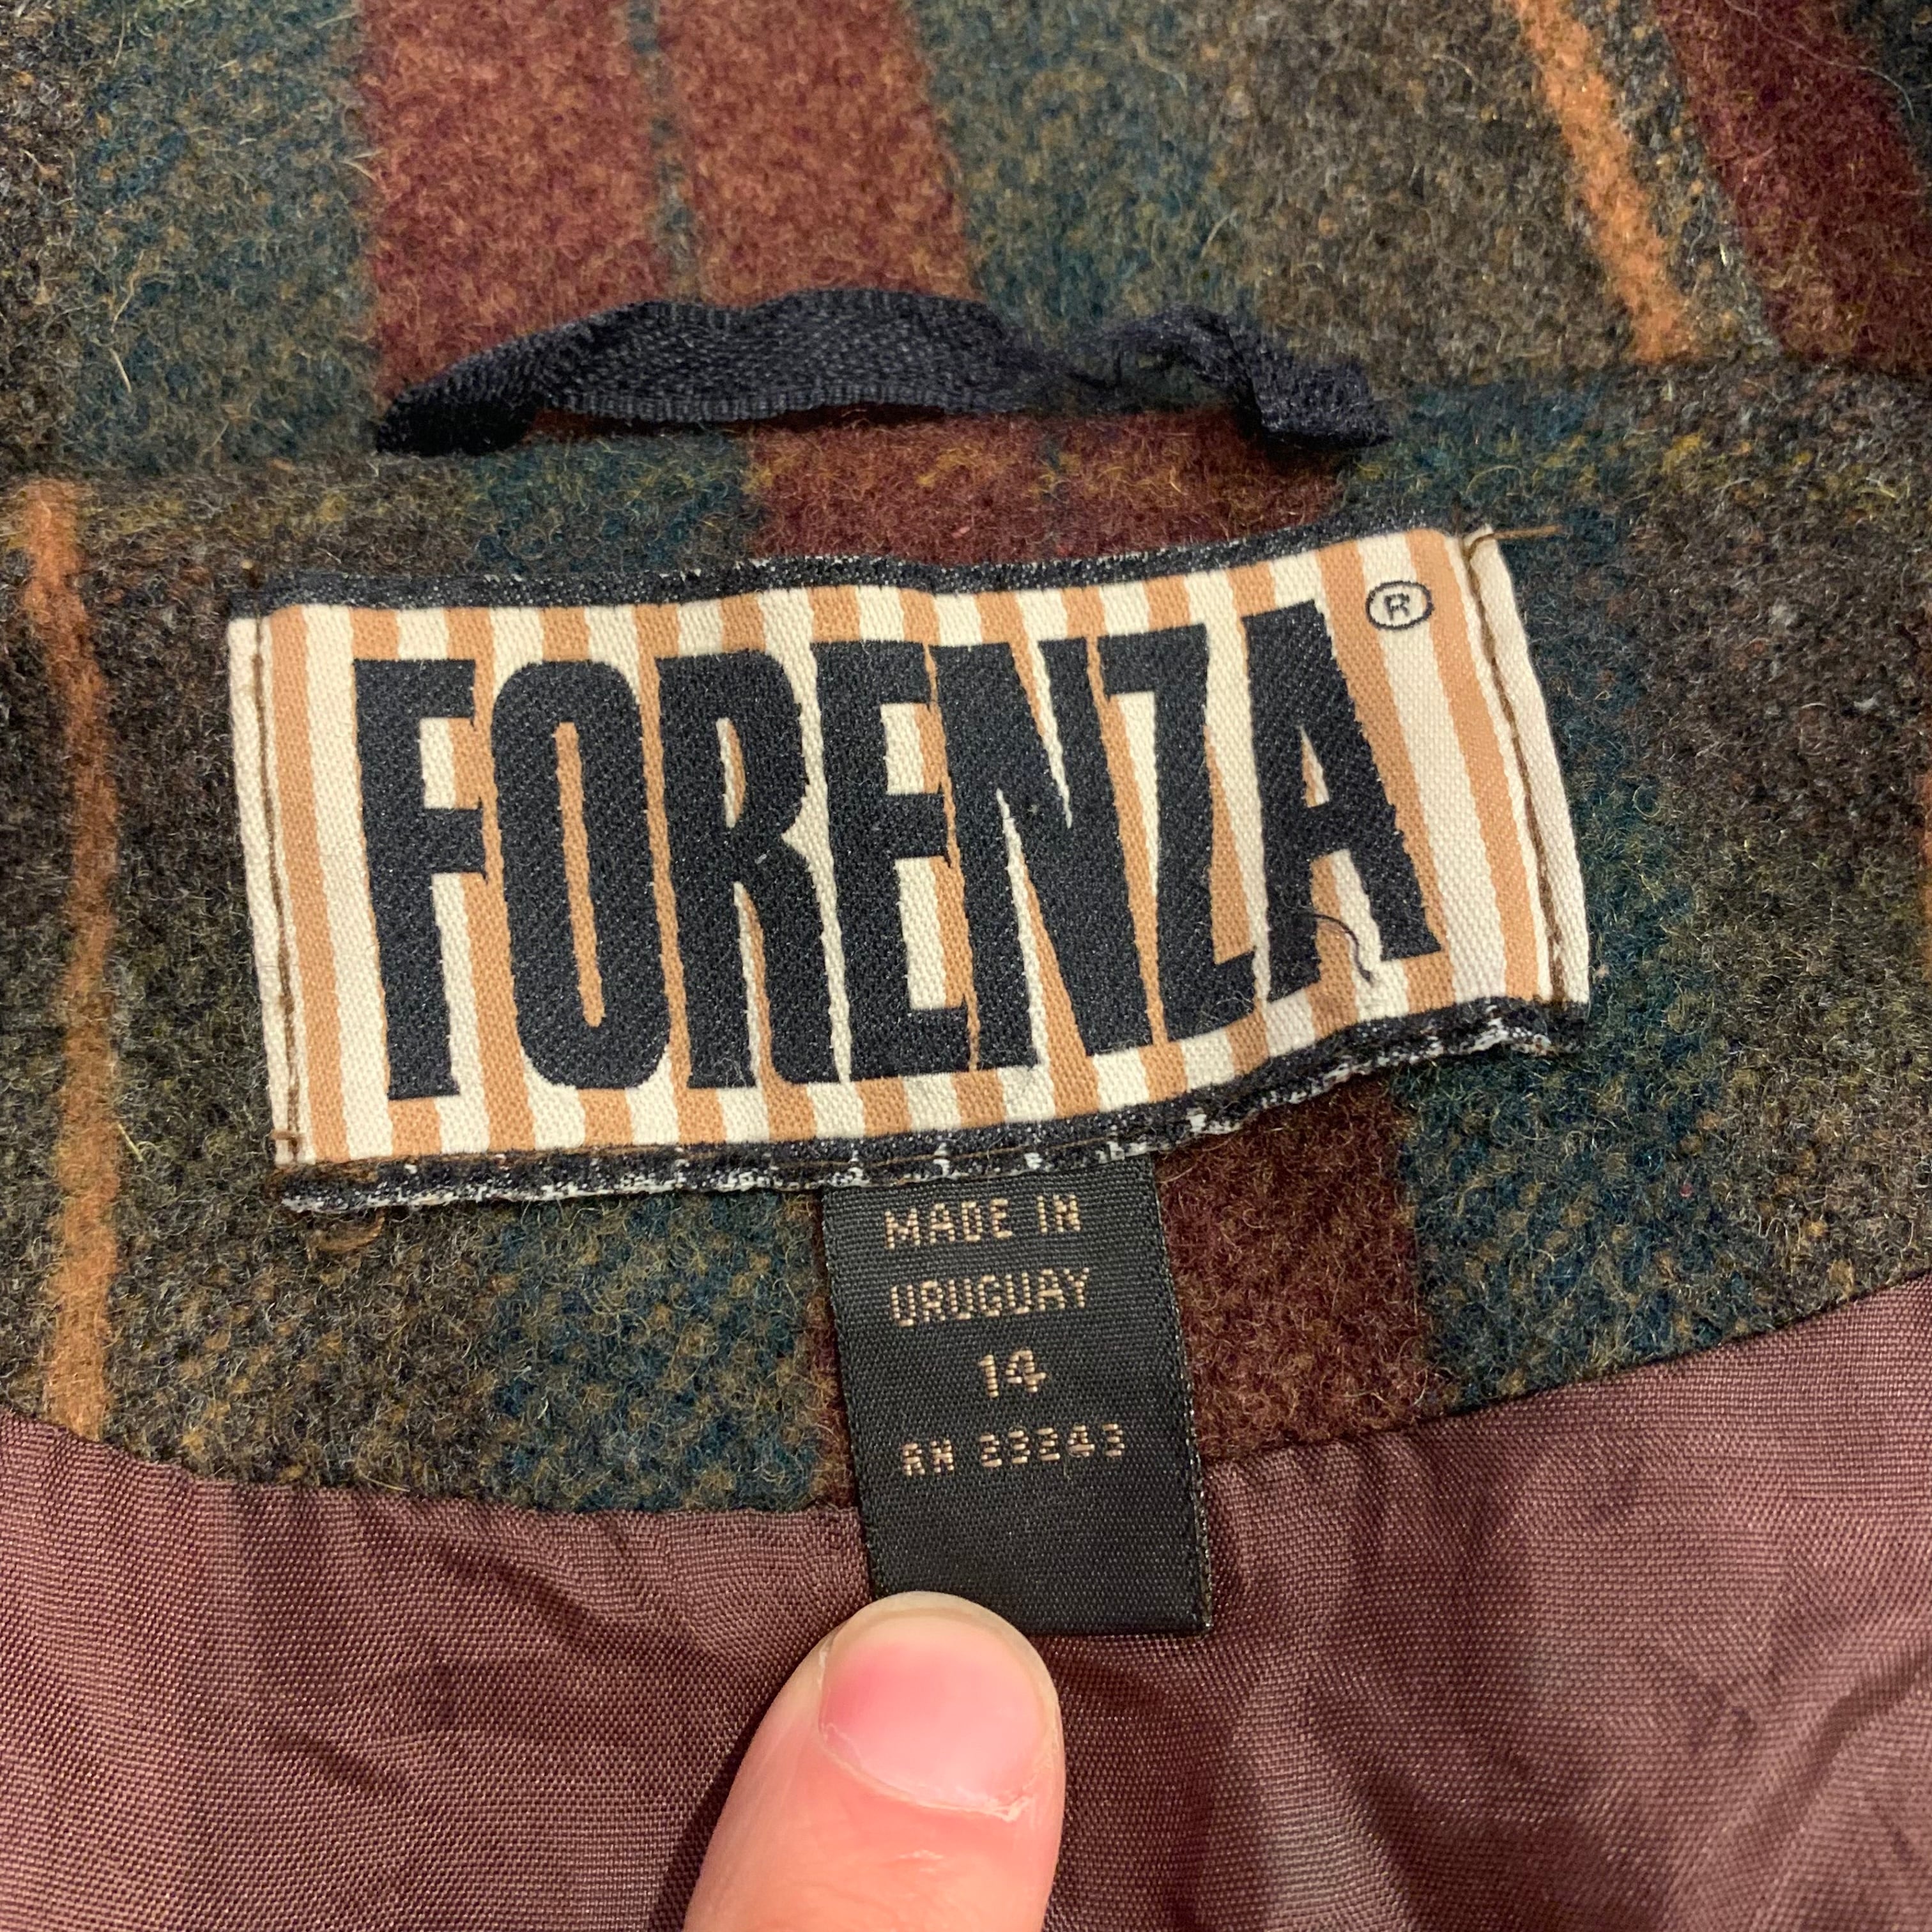 FORENZA®
MADE IN
URUGUAY
14
RN 23243